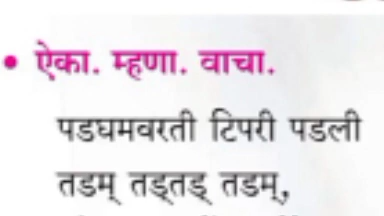 • ऐका. म्हणा. वाचा.
पडघमवरती टिपरी पडली
तडम् तड्तड् तडम्,